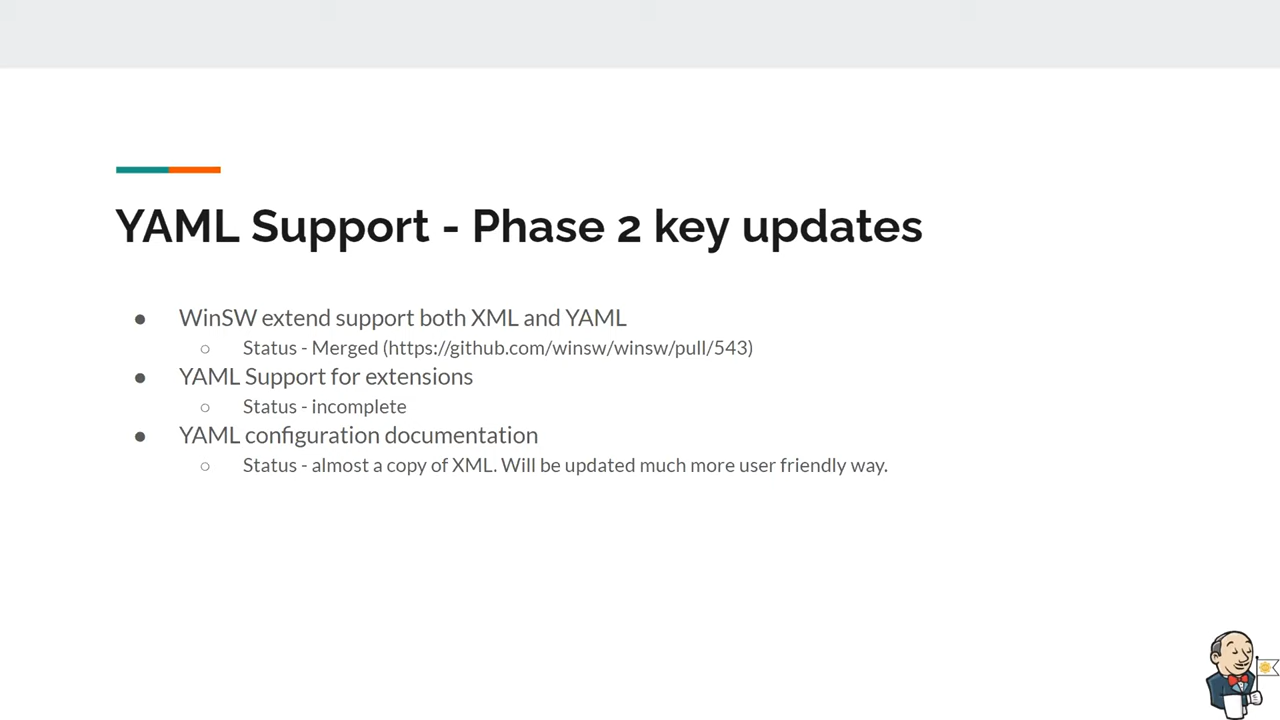 YAML Support - Phase 2 key updates
● WinSW extend support both XML and YAML
○ Status - Merged (https://github.com/winsw/winsw/pull/543)
● YAML Support for extensions
○ Status - incomplete
● YAML configuration documentation
○ Status - almost a copy of XML. Will be updated much more user friendly way.